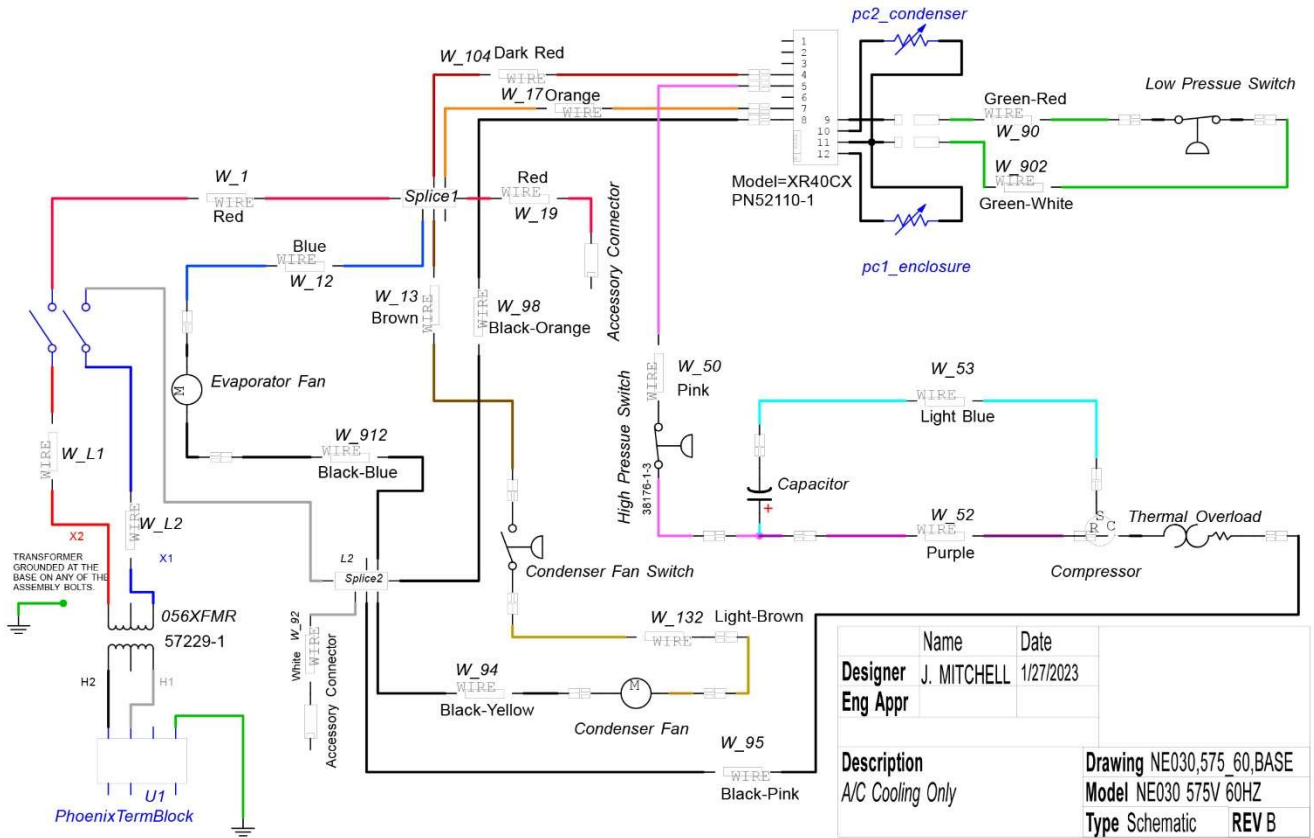 pc2_condenser
W_104 Dark Red
WIRE
W_17 Orange
WIRE
1
2
3
4
5
6
7
8
9
10
11
12
Model=XR40CX
PN52110-1
pc1_enclosure
Low Pressue Switch
Green-Red
WIRE
W_90
W_902
WIRE
Green-White
W_1
WIRE
Red
Splice1
Red
WIRE
W_19
Accessory Connector
Blue
WIRE
W_12
W_13
Brown
WIRE
W_98
Black-Orange
WIRE
W_50
Pink
WIRE
High Pressue Switch
38176-1-3
W_53
WIRE
Light Blue
Capacitor
+
W_52
WIRE
Purple
S
R
C
Thermal Overload
Compressor
M
Evaporator Fan
W_912
WIRE
Black-Blue
W_L1
WIRE
W_L2
WIRE
X2
X1
TRANSFORMER
GROUNDED AT THE
BASE ON ANY OF THE
ASSEMBLY BOLTS.
056XFMR
57229-1
H2
H1
U1
PhoenixTermBlock
L2
Splice2
Condenser Fan Switch
White
W_92
WIRE
Accessory Connector
W_132
WIRE
Light-Brown
W_94
WIRE
Black-Yellow
M
Condenser Fan
W_95
WIRE
Black-Pink
Name Date
Designer J. MITCHELL 1/27/2023
Eng Appr
Description
A/C Cooling Only
Drawing NE030,575_60,BASE
Model NE030 575V 60HZ
Type Schematic REV B